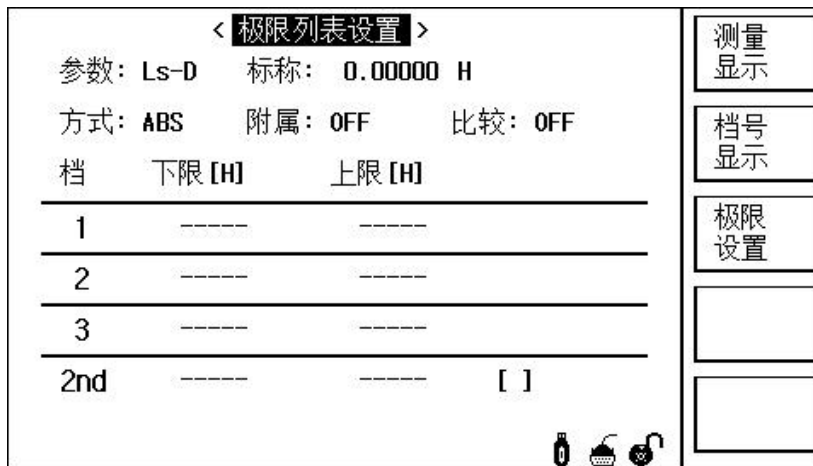 < 极限列表设置 >
参数: Ls-D 标称: 0.00000 H
方式: ABS 附属: OFF 比较: OFF
档 下限 [H] 上限 [H]
1 ----- -----
2 ----- -----
3 ----- -----
2nd ----- ----- [ ]
测量
显示
档号
显示
极限
设置